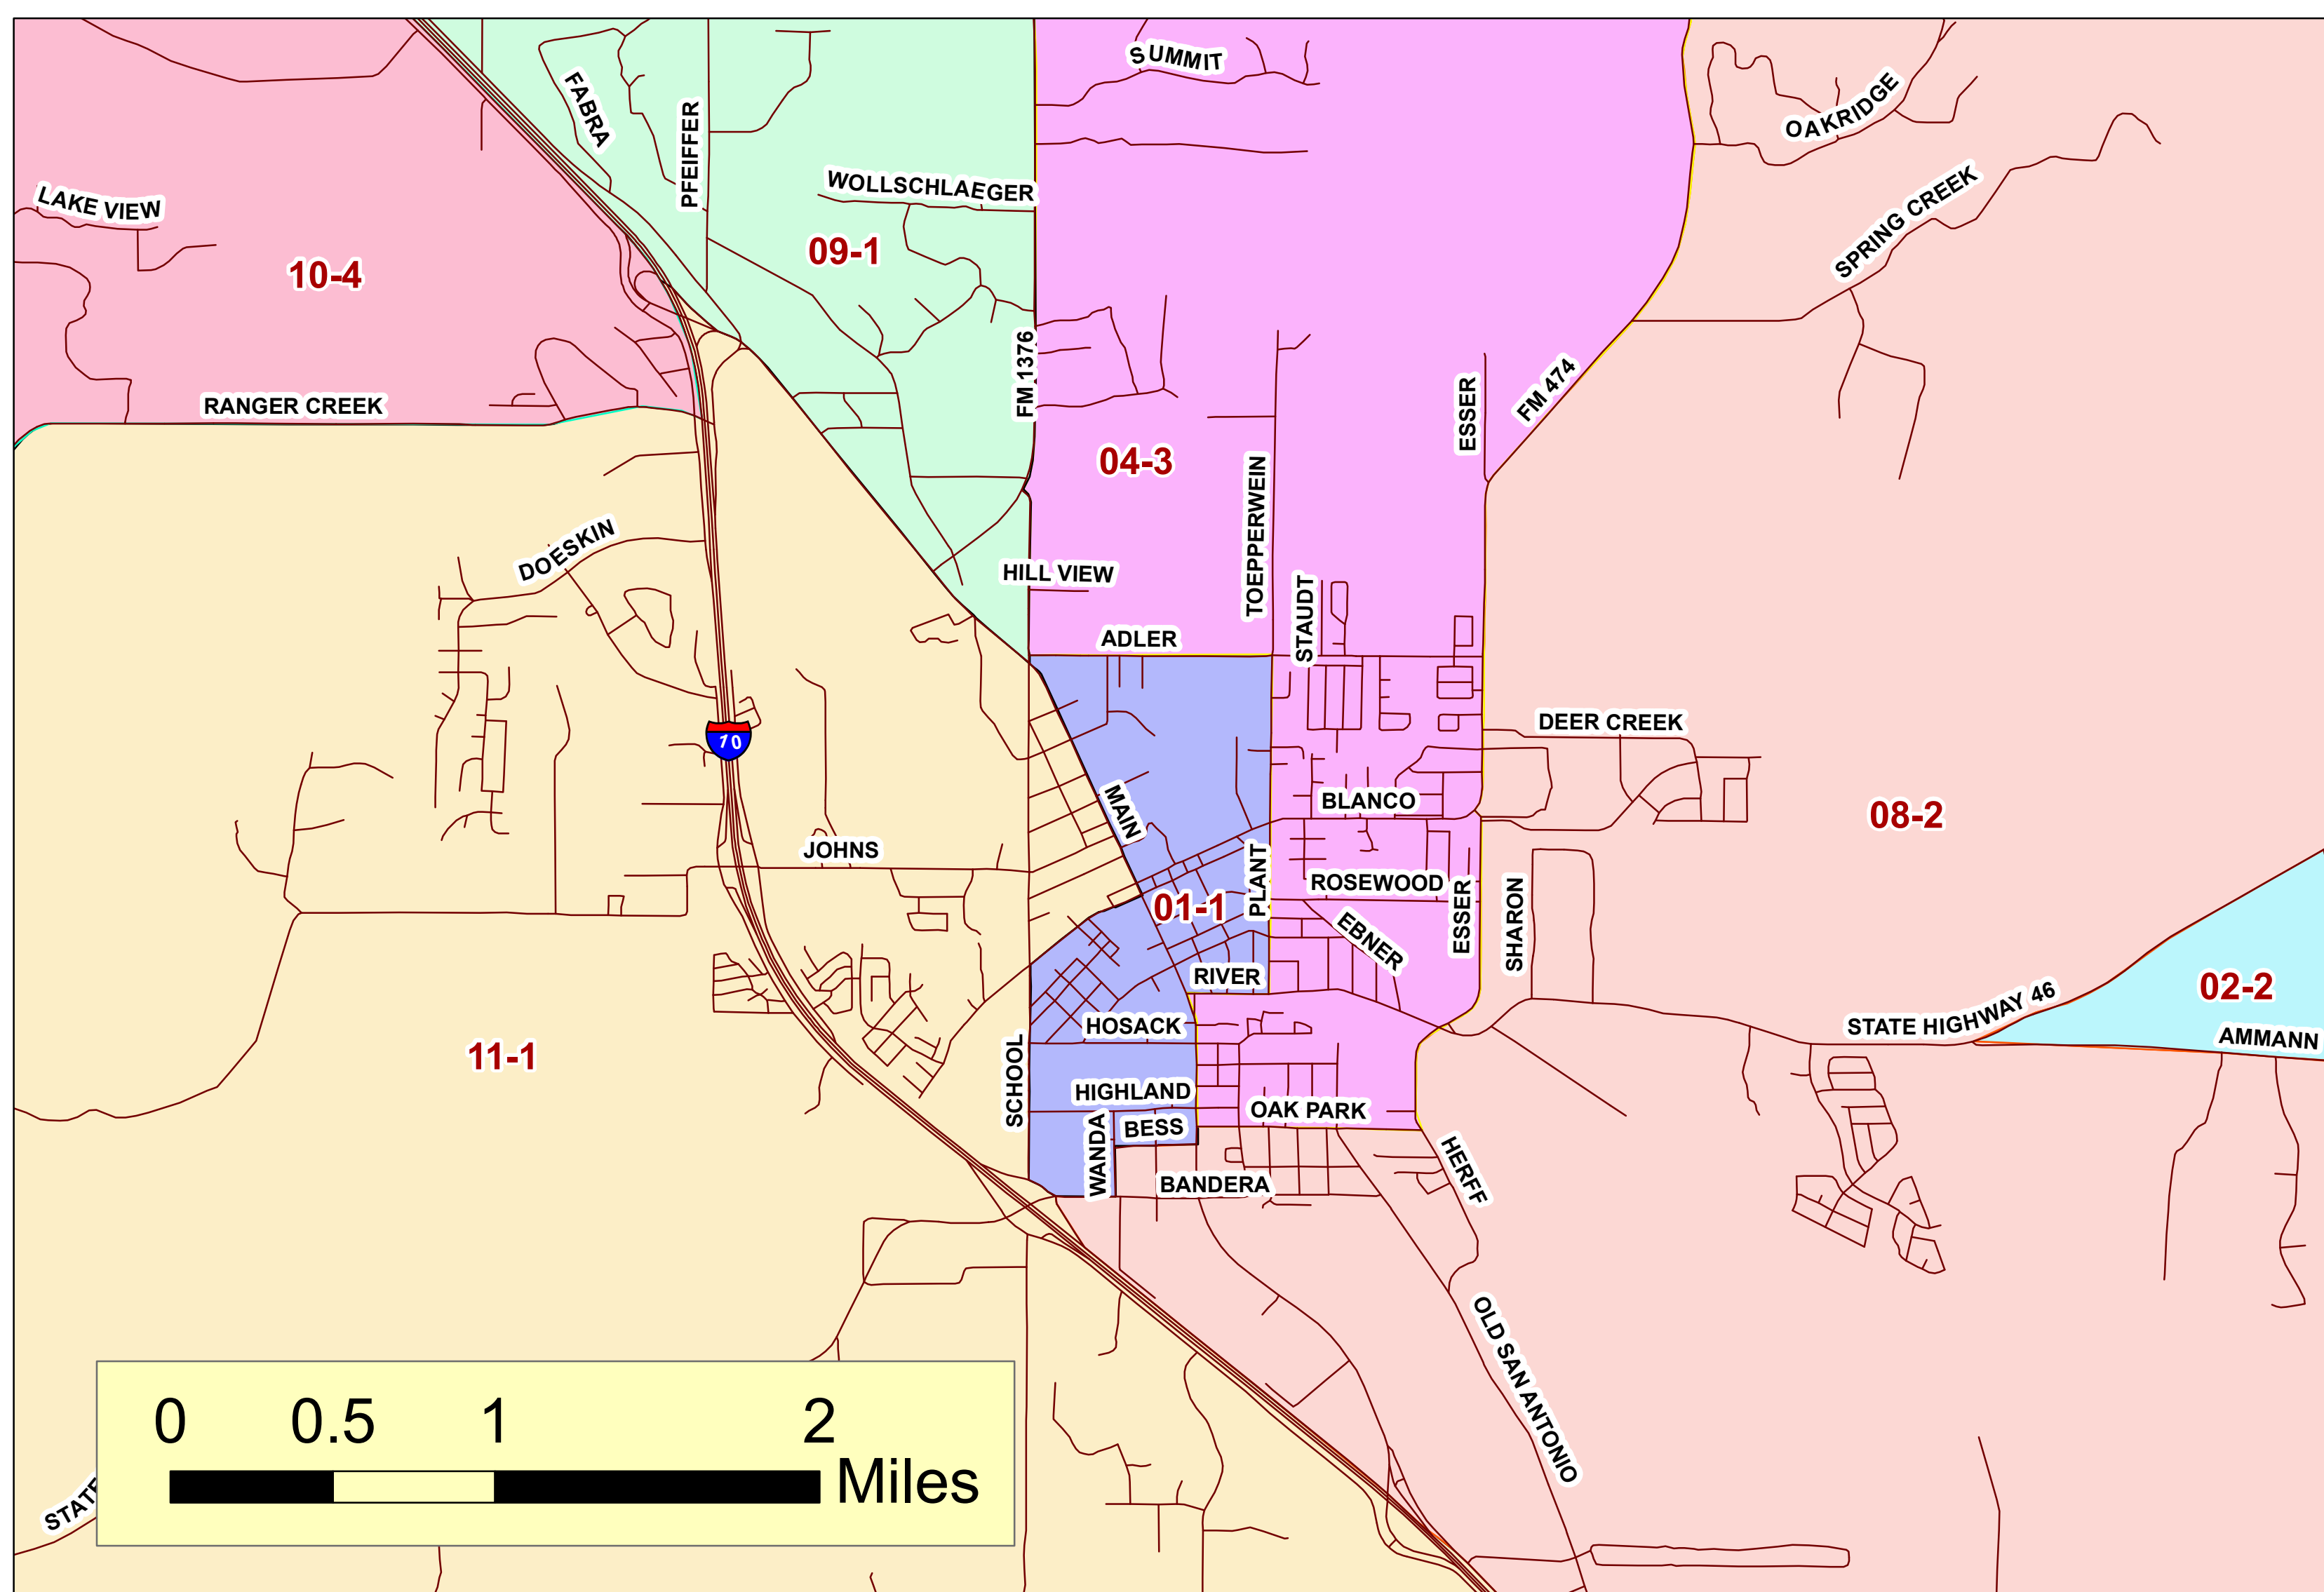 SUMMIT
FABRA
PFEIFFER
OAKRIDGE
WOLLSCHLAEGER
LAKE VIEW
SPRING CREEK
09-1
10-4
FM 1376
FM 474
ESSER
RANGER CREEK
04-3
TOEPPERWEIN
DOESKIN
HILL VIEW
STAUDT
ADLER
DEER CREEK
10
MAIN
BLANCO
08-2
JOHNS
PLANT
ROSEWOOD
01-1
ESSER
SHARON
EBNER
RIVER
02-2
HOSACK
STATE HIGHWAY 46
AMMANN
11-1
SCHOOL
HIGHLAND
OAK PARK
BESS
WANDA
HERFF
BANDERA
OLD SAN ANTONIO
0 0.5 1 2
Miles
STATE